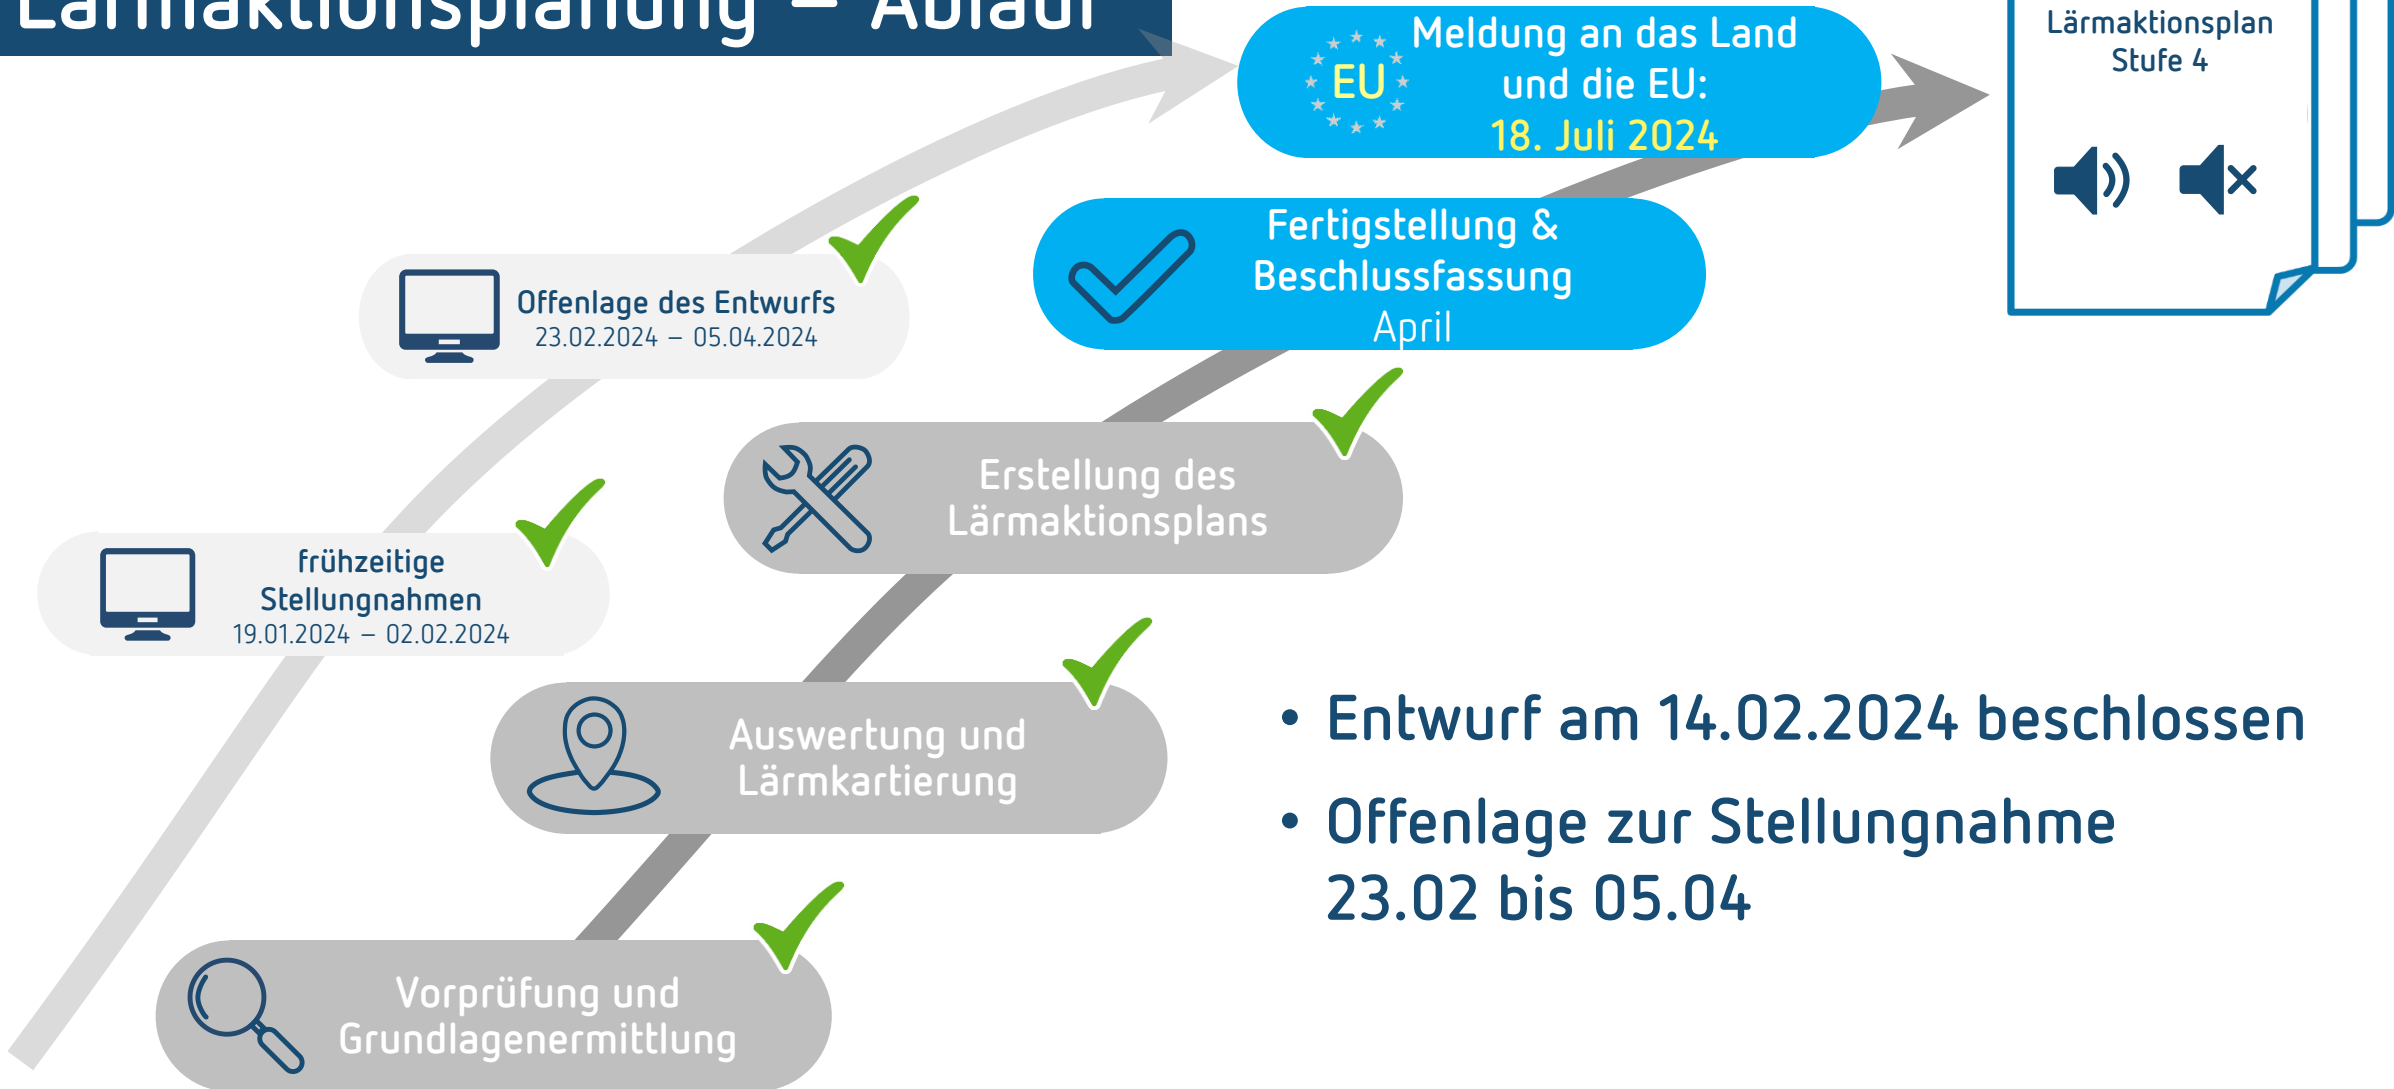 Lärmaktionsplanung – Ablauf
EU
Meldung an das Land
und die EU:
18. Juli 2024
Lärmaktionsplan
Stufe 4
Fertigstellung &
Beschlussfassung
April
Offenlage des Entwurfs
23.02.2024 – 05.04.2024
Erstellung des
Lärmaktionsplans
frühzeitige
Stellungnahmen
19.01.2024 – 02.02.2024
Auswertung und
Lärmkartierung
Vorprüfung und
Grundlagenermittlung
• Entwurf am 14.02.2024 beschlossen
• Offenlage zur Stellungnahme
23.02 bis 05.04